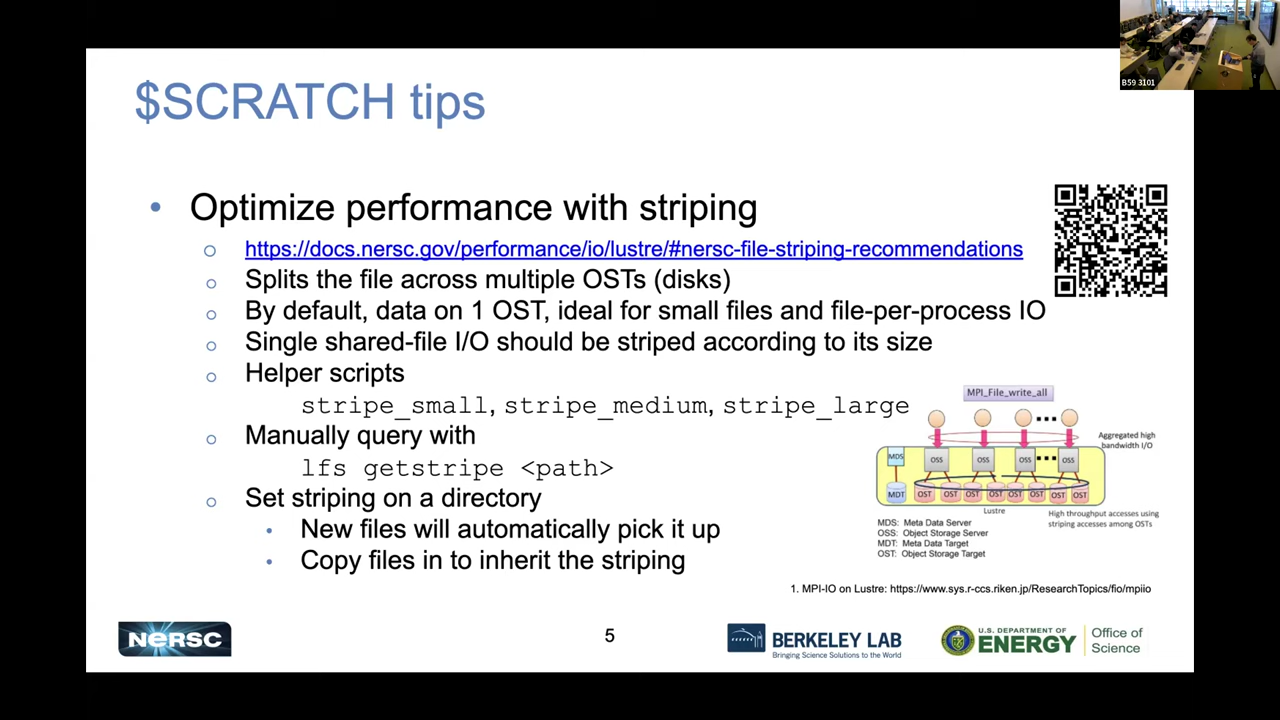 B59 3101
$SCRATCH tips
• Optimize performance with striping
○ https://docs.nersc.gov/performance/io/lustre/#nersc-file-striping-recommendations
○ Splits the file across multiple OSTs (disks)
○ By default, data on 1 OST, ideal for small files and file-per-process IO
○ Single shared-file I/O should be striped according to its size
○ Helper scripts
stripe_small, stripe_medium, stripe_large
○ Manually query with
lfs getstripe <path>
○ Set striping on a directory
• New files will automatically pick it up
• Copy files in to inherit the striping
MPI_File_write_all
Aggregated high
bandwidth I/O
MDS OSS OSS OSS OSS
MDT OST OST OST OST OST OST OST OST
Lustre
High throughput accesses using
striping accesses among OSTs
MDS: Meta Data Server
OSS: Object Storage Server
MDT: Meta Data Target
OST: Object Storage Target
1. MPI-IO on Lustre: https://www.sys.r-ccs.riken.jp/ResearchTopics/fio/mpiio
NERSC
5
BERKELEY LAB
Bringing Science Solutions to the World
U.S. DEPARTMENT OF
ENERGY
Office of
Science